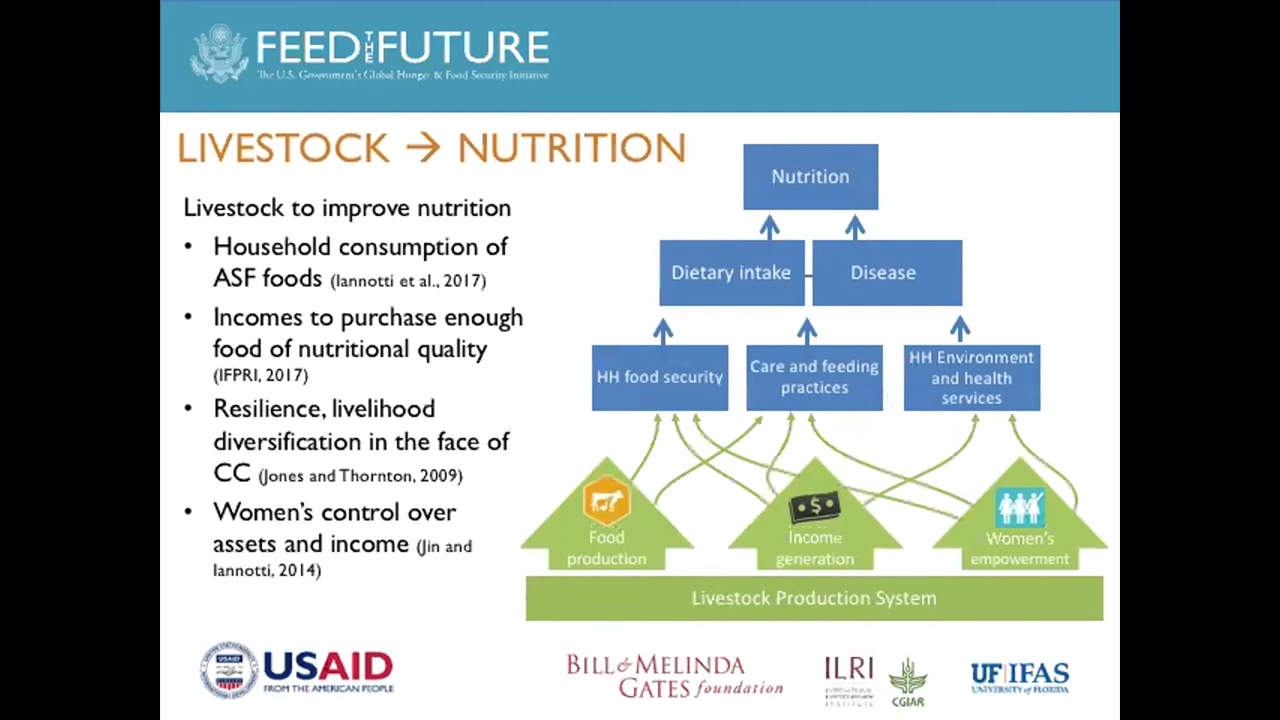 FEED THE FUTURE
The U.S. Government's Global Hunger & Food Security Initiative
LIVESTOCK → NUTRITION
Livestock to improve nutrition
• Household consumption of
ASF foods (Iannotti et al., 2017)
• Incomes to purchase enough
food of nutritional quality
(IFPRI, 2017)
• Resilience, livelihood
diversification in the face of
CC (Jones and Thornton, 2009)
• Women's control over
assets and income (Jin and
Iannotti, 2014)
Nutrition
Dietary intake
Disease
HH food security
Care and feeding
practices
HH Environment
and health
services
Food
production
$
Income
generation
Women's
empowerment
Livestock Production System
USAID
USAID
FROM THE AMERICAN PEOPLE
BILL & MELINDA
GATES foundation
ILRI
INSTITUTE
CGIAR
UF|IFAS
UNIVERSITY of FLORIDA